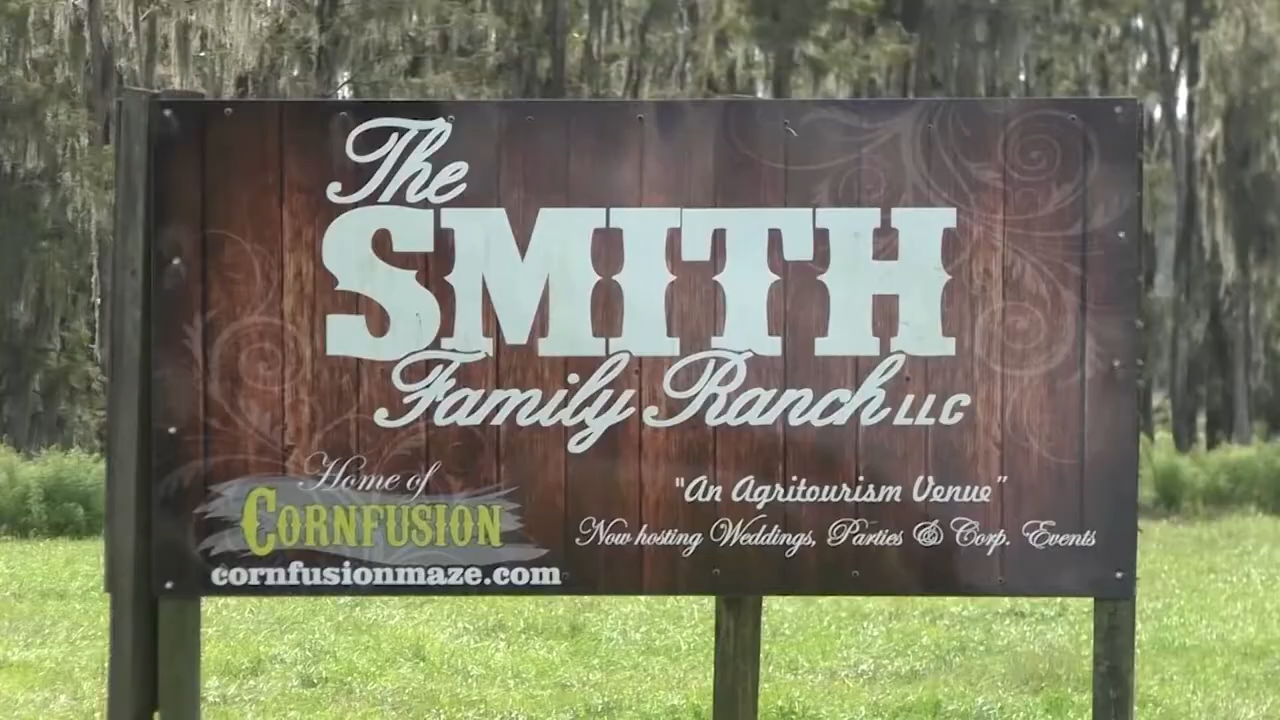 The
SMITH
Family Ranch LLC
Home of
CORNFUSION
cornfusionmaze.com
"An Agritourism Venue"
Now hosting Weddings, Parties & Corp. Events